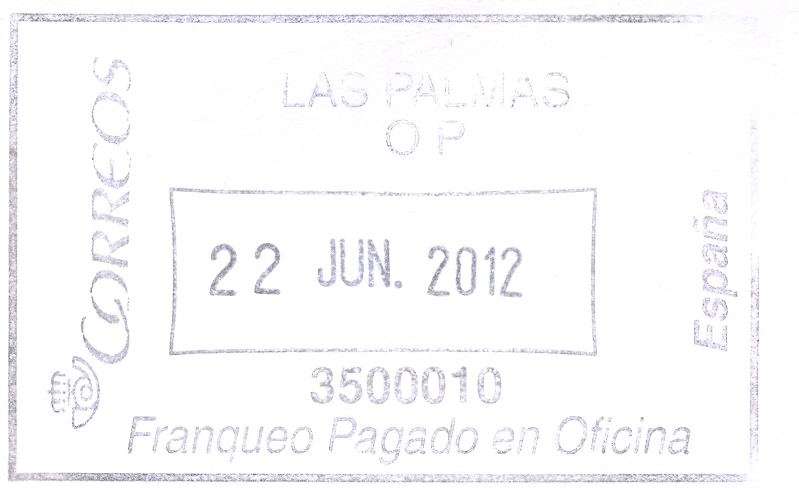 LAS PALMAS
O P
CORREOS
22 JUN. 2012
España
3500010
Franqueo Pagado en Oficina